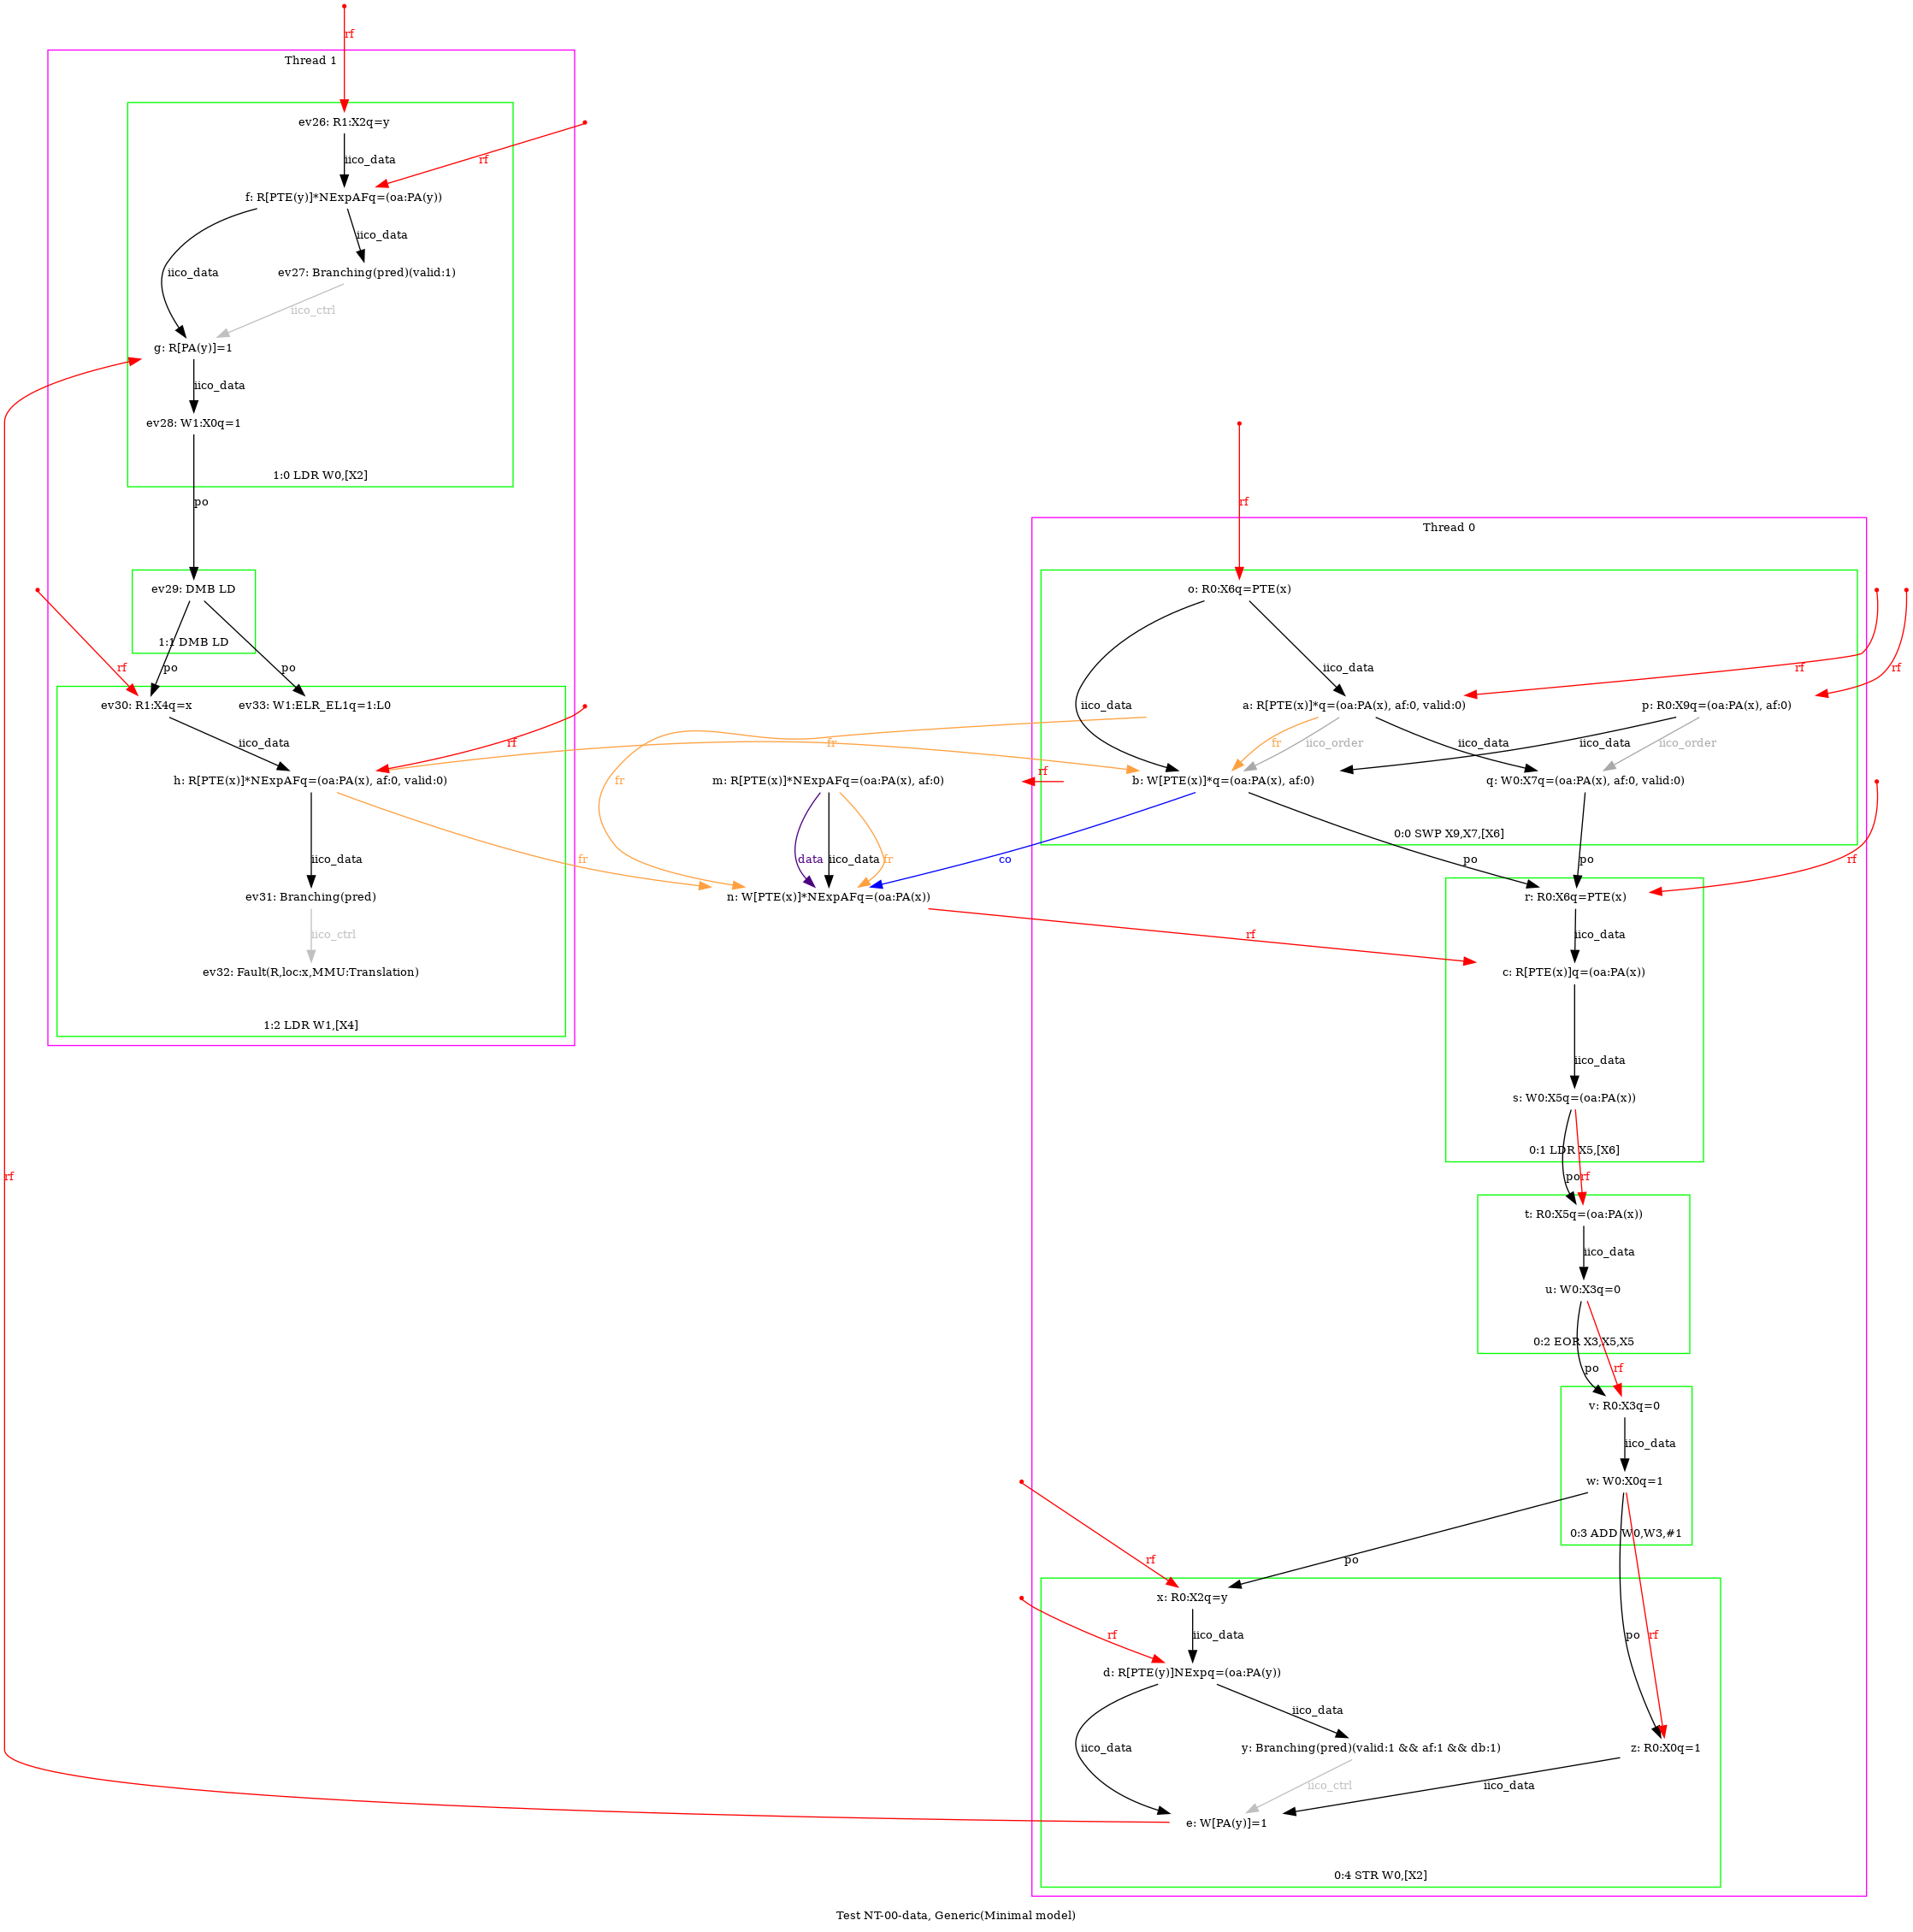 rf
Thread 1
ev26: R1:X2q=y
iico_data
rf
f: R[PTE(y)]*NExpAFq=(oa:PA(y))
iico_data
iico_data
ev27: Branching(pred)(valid:1)
iico_ctrl
g: R[PA(y)]=1
iico_data
ev28: W1:X0q=1
1:0 LDR W0,[X2]
po
rf
Thread 0
ev29: DMB LD
o: R0:X6q=PTE(x)
1:1 DMB LD
rf
po
po
iico_data
rf
rf
ev30: R1:X4q=x
ev33: W1:ELR_EL1q=1:L0
iico_data
a: R[PTE(x)]*q=(oa:PA(x), af:0, valid:0)
p: R0:X9q=(oa:PA(x), af:0)
iico_data
rf
fr
fr
iico_order
iico_data
iico_data
iico_order
h: R[PTE(x)]*NExpAFq=(oa:PA(x), af:0, valid:0)
fr
m: R[PTE(x)]*NExpAFq=(oa:PA(x), af:0)
rf
b: W[PTE(x)]*q=(oa:PA(x), af:0)
q: W0:X7q=(oa:PA(x), af:0, valid:0)
0:0 SWP X9,X7,[X6]
iico_data
fr
data
iico_data
fr
co
po
po
rf
ev31: Branching(pred)
n: W[PTE(x)]*NExpAFq=(oa:PA(x))
r: R0:X6q=PTE(x)
iico_ctrl
rf
iico_data
ev32: Fault(R,loc:x,MMU:Translation)
c: R[PTE(x)]q=(oa:PA(x))
1:2 LDR W1,[X4]
iico_data
s: W0:X5q=(oa:PA(x))
0:1 LDR X5,[X6]
rf
po
rf
t: R0:X5q=(oa:PA(x))
iico_data
u: W0:X3q=0
0:2 EOR X3,X5,X5
po
rf
v: R0:X3q=0
iico_data
w: W0:X0q=1
0:3 ADD W0,W3,#1
rf
po
x: R0:X2q=y
rf
iico_data
po
rf
d: R[PTE(y)]NExpq=(oa:PA(y))
iico_data
iico_data
y: Branching(pred)(valid:1 && af:1 && db:1)
z: R0:X0q=1
iico_ctrl
iico_data
e: W[PA(y)]=1
0:4 STR W0,[X2]
Test NT-00-data, Generic(Minimal model)